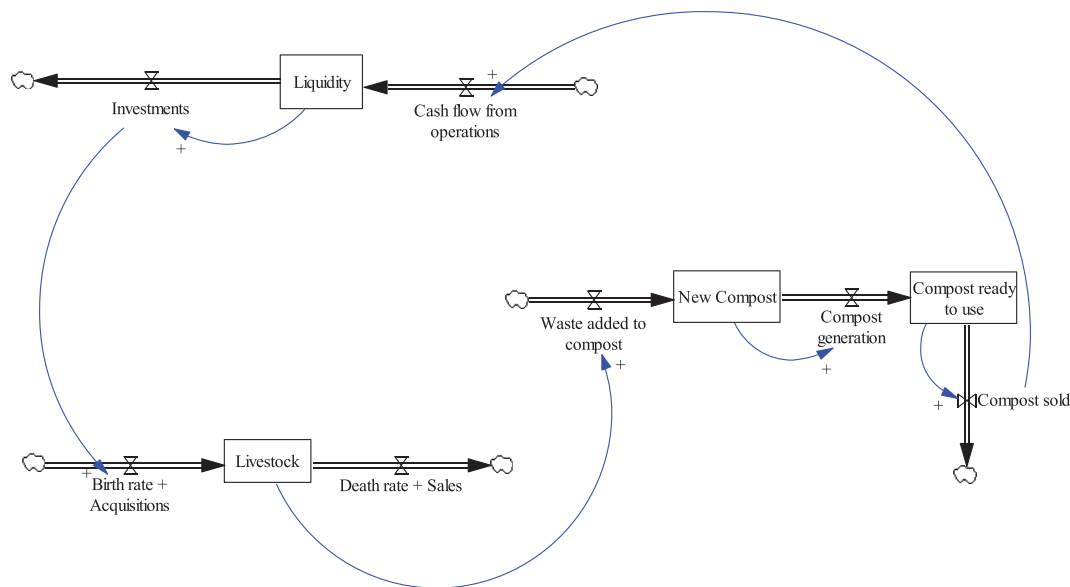 +
Liquidity
Investments
Cash flow from
operations
+
New Compost
Compost ready
to use
Waste added to
compost
Compost
generation
+
+
+
Compost sold
Livestock
+
Birth rate +
Acquisitions
Death rate + Sales